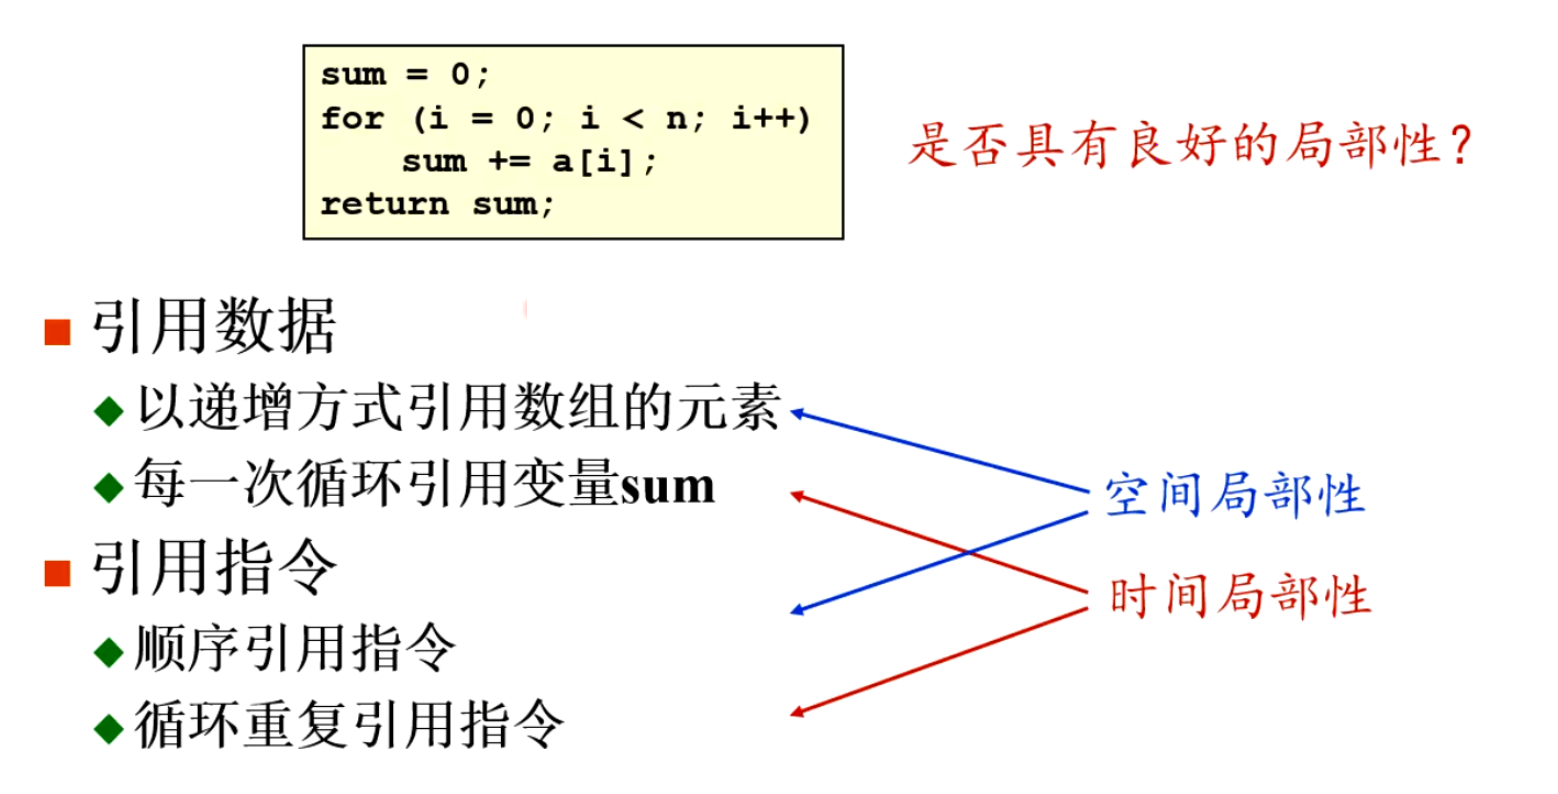 sum = 0;
for (i = 0; i < n; i++)
sum += a[i];
return sum;
是否具有良好的局部性？
引用数据
以递增方式引用数组的元素
每一次循环引用变量sum
空间局部性
引用指令
时间局部性
顺序引用指令
循环重复引用指令